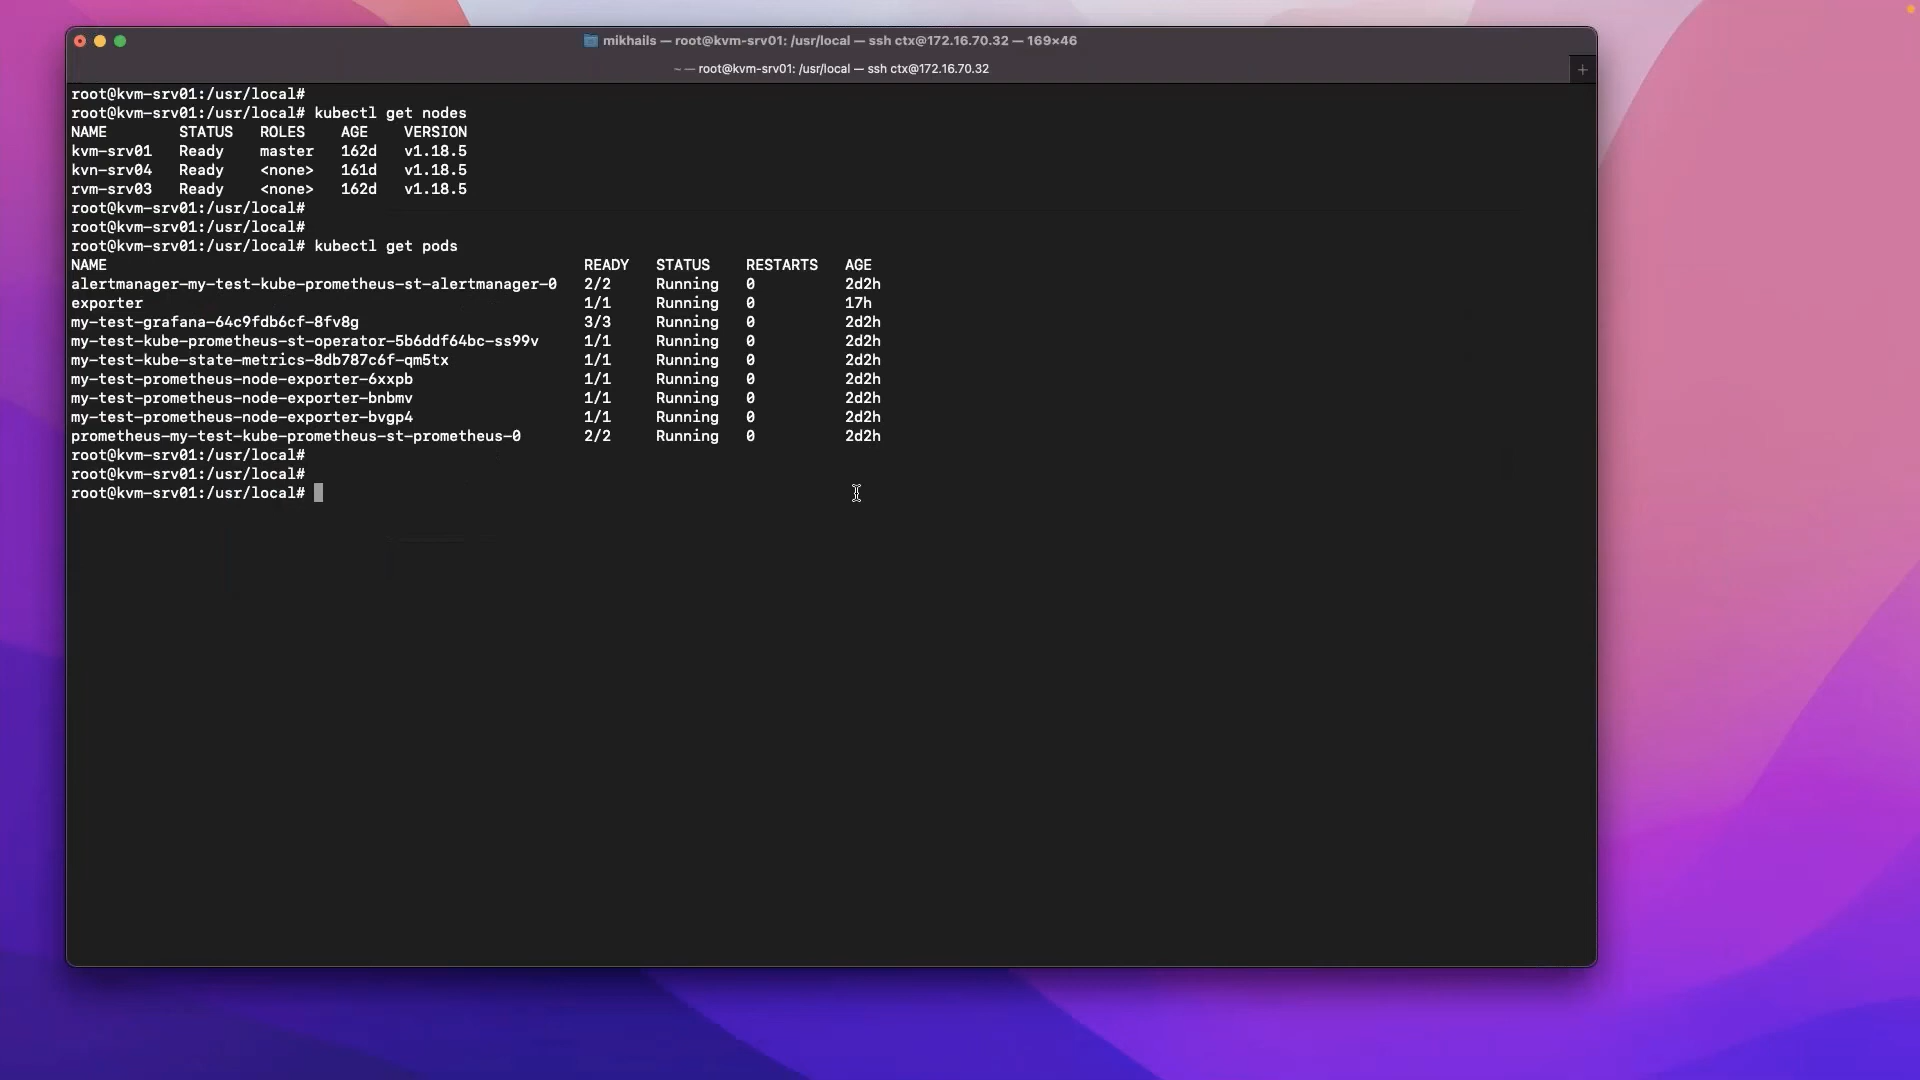 mikhails — root@kvm-srv01: /usr/local — ssh ctx@172.16.70.32 — 169×46
~ — root@kvm-srv01: /usr/local — ssh ctx@172.16.70.32
+
root@kvm-srv01:/usr/local#
root@kvm-srv01:/usr/local# kubectl get nodes
NAME STATUS ROLES AGE VERSION
kvm-srv01 Ready master 162d v1.18.5
kvn-srv04 Ready <none> 161d v1.18.5
rvm-srv03 Ready <none> 162d v1.18.5
root@kvm-srv01:/usr/local#
root@kvm-srv01:/usr/local#
root@kvm-srv01:/usr/local# kubectl get pods
NAME READY STATUS RESTARTS AGE
alertmanager-my-test-kube-prometheus-st-alertmanager-0 2/2 Running 0 2d2h
exporter 1/1 Running 0 17h
my-test-grafana-64c9fdb6cf-8fv8g 3/3 Running 0 2d2h
my-test-kube-prometheus-st-operator-5b6ddf64bc-ss99v 1/1 Running 0 2d2h
my-test-kube-state-metrics-8db787c6f-qm5tx 1/1 Running 0 2d2h
my-test-prometheus-node-exporter-6xxpb 1/1 Running 0 2d2h
my-test-prometheus-node-exporter-bnbmv 1/1 Running 0 2d2h
my-test-prometheus-node-exporter-bvgp4 1/1 Running 0 2d2h
prometheus-my-test-kube-prometheus-st-prometheus-0 2/2 Running 0 2d2h
root@kvm-srv01:/usr/local#
root@kvm-srv01:/usr/local#
root@kvm-srv01:/usr/local#